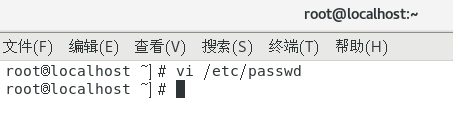 root@localhost:~
文件(F) 编辑(E) 查看(V) 搜索(S) 终端(T) 帮助(H)
root@localhost ~]# vi /etc/passwd
root@localhost ~]#